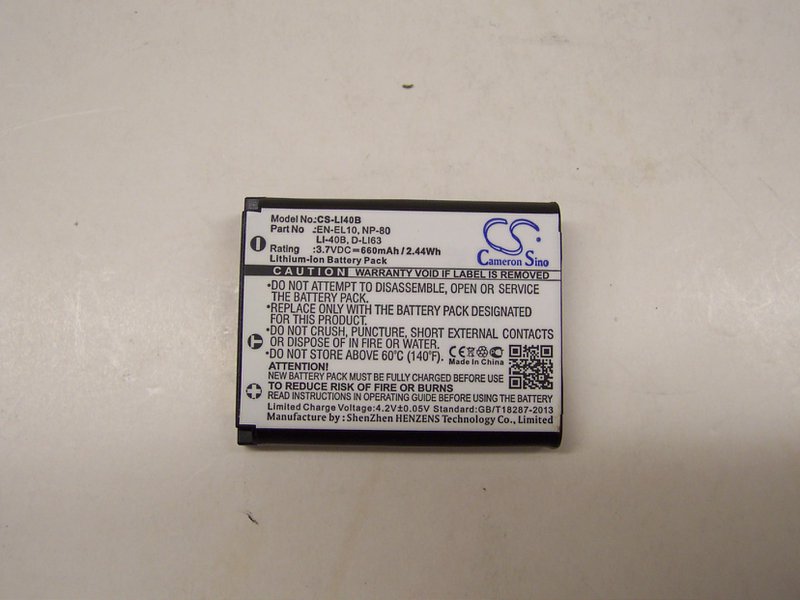 Model No.:CS-LI40B
Part No :EN-EL10, NP-80
LI-40B, D-LI63
Rating :3.7VDC=660mAh / 2.44Wh
Lithium-Ion Battery Pack
CS
Cameron Sino
CAUTION WARRANTY VOID IF LABEL IS REMOVED
•DO NOT ATTEMPT TO DISASSEMBLE, OPEN OR SERVICE
THE BATTERY PACK.
•REPLACE ONLY WITH THE BATTERY PACK DESIGNATED
FOR THIS PRODUCT.
•DO NOT CRUSH, PUNCTURE, SHORT EXTERNAL CONTACTS
OR DISPOSE OF IN FIRE OR WATER.
•DO NOT STORE ABOVE 60°C (140°F).
CE
Made in China
ATTENTION:
NEW BATTERY PACK MUST BE FULLY CHARGED BEFORE USE
TO REDUCE RISK OF FIRE OR BURNS
READ INSTRUCTIONS IN OPERATING MANUAL BEFORE USE
Limited Charge Voltage:4.2V±0.05V Standard:GB/T18287-2013
Manufacture by: ShenZhen HENZENS Technology Co., Ltd.